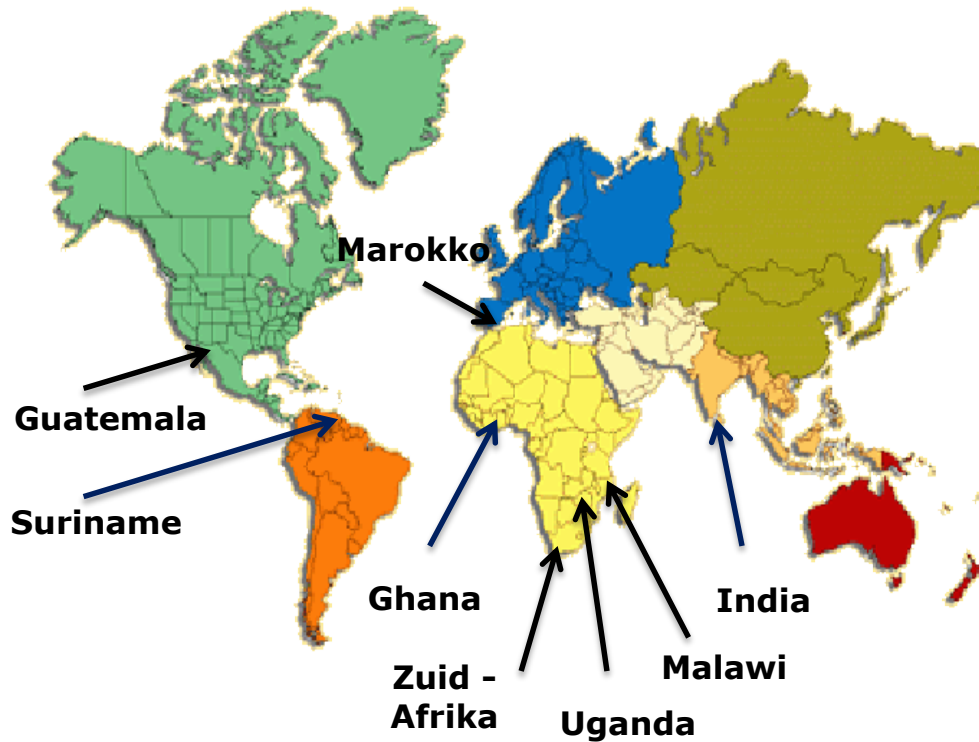 Marokko
Guatemala
Suriname
Ghana
India
Zuid -
Afrika
Malawi
Uganda